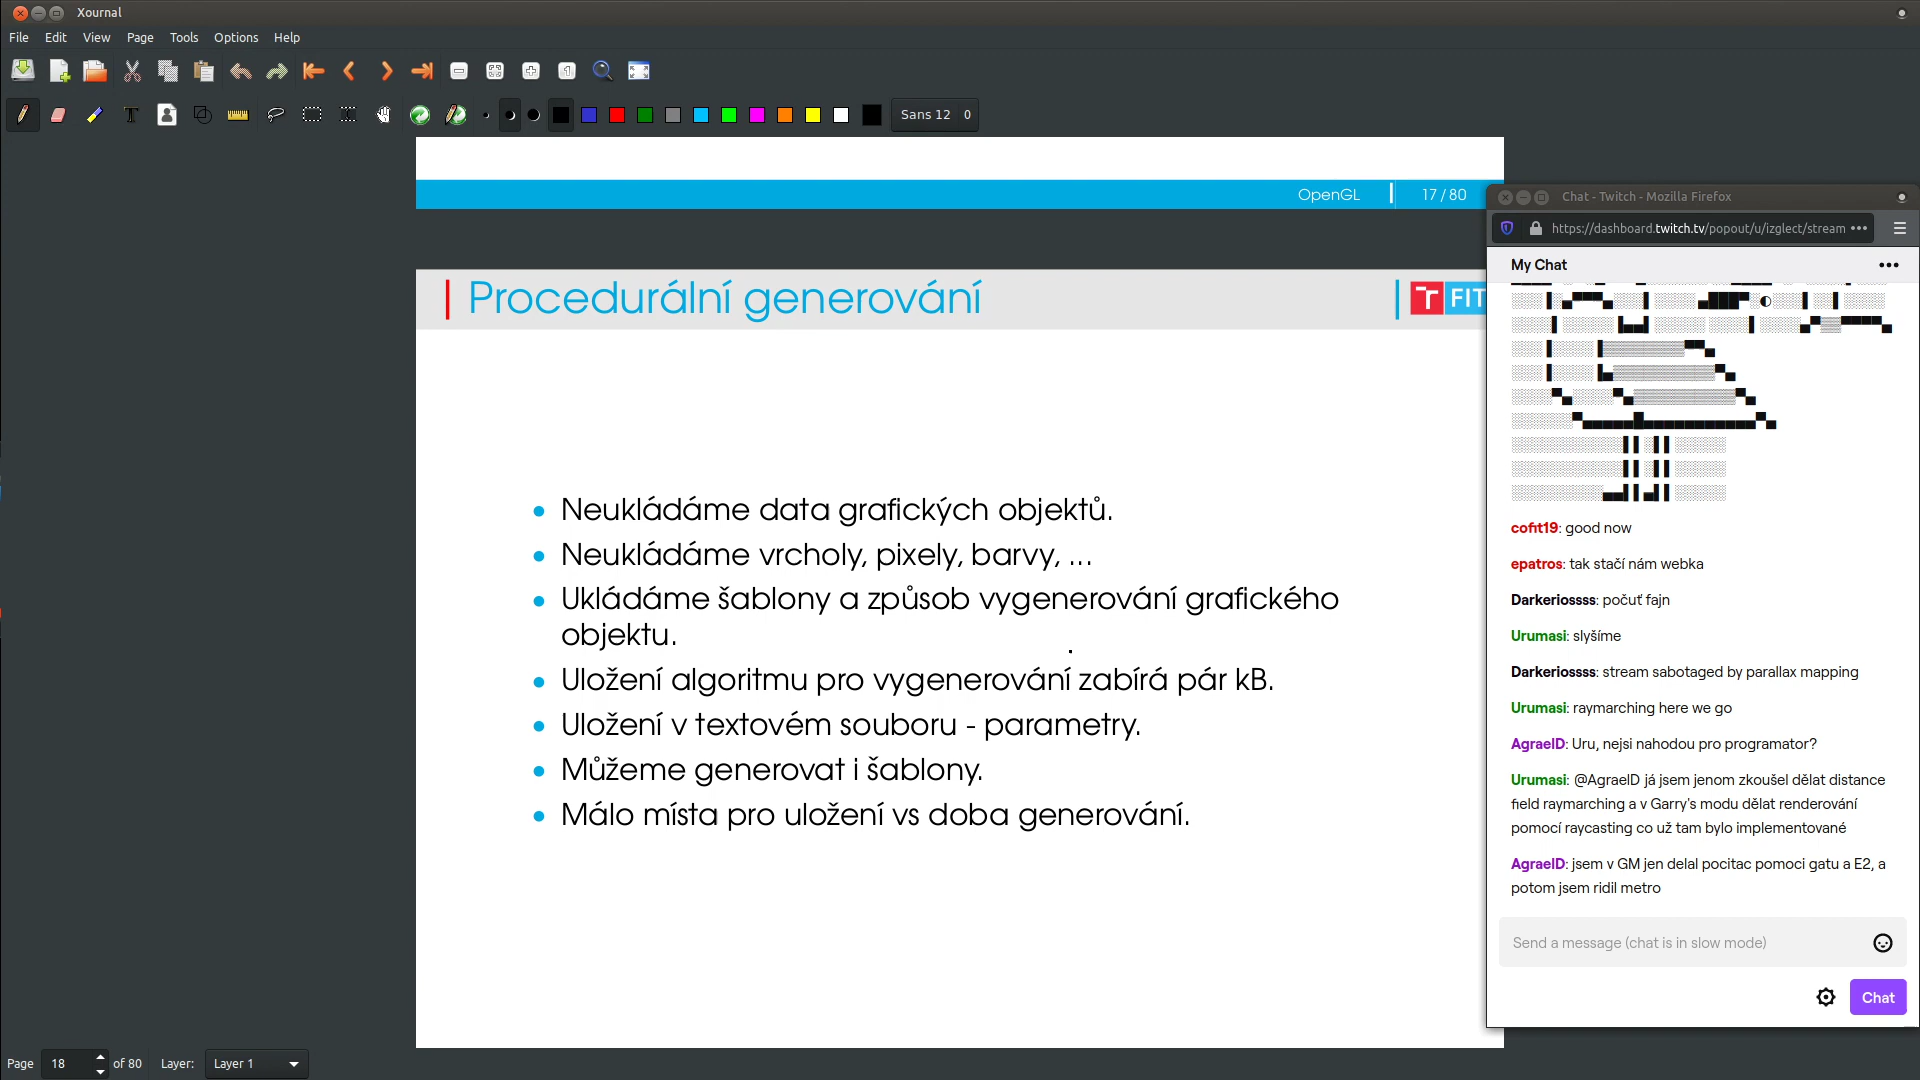 Xournal
File Edit View Page Tools Options Help
Sans 12 0
OpenGL 17 / 80
Procedurální generování
FIT
Neukládáme data grafických objektů.
Neukládáme vrcholy, pixely, barvy, ...
Ukládáme šablony a způsob vygenerování grafického
objektu.
Uložení algoritmu pro vygenerování zabírá pár kB.
Uložení v textovém souboru - parametry.
Můžeme generovat i šablony.
Málo místa pro uložení vs doba generování.
Chat - Twitch - Mozilla Firefox
https://dashboard.twitch.tv/popout/u/izglect/stream
My Chat
cofit19: good now
epatros: tak stačí nám webka
Darkeriossss: počuť fajn
Urumasi: slyšíme
Darkeriossss: stream sabotaged by parallax mapping
Urumasi: raymarching here we go
AgraelD: Uru, nejsi nahodou pro programator?
Urumasi: @AgraelD já jsem jenom zkoušel dělat distance
field raymarching a v Garry's modu dělat renderování
pomocí raycasting co už tam bylo implementované
AgraelD: jsem v GM jen delal pocitac pomoci gatu a E2, a
potom jsem ridil metro
Send a message (chat is in slow mode)
Chat
Page 18 of 80 Layer: Layer 1